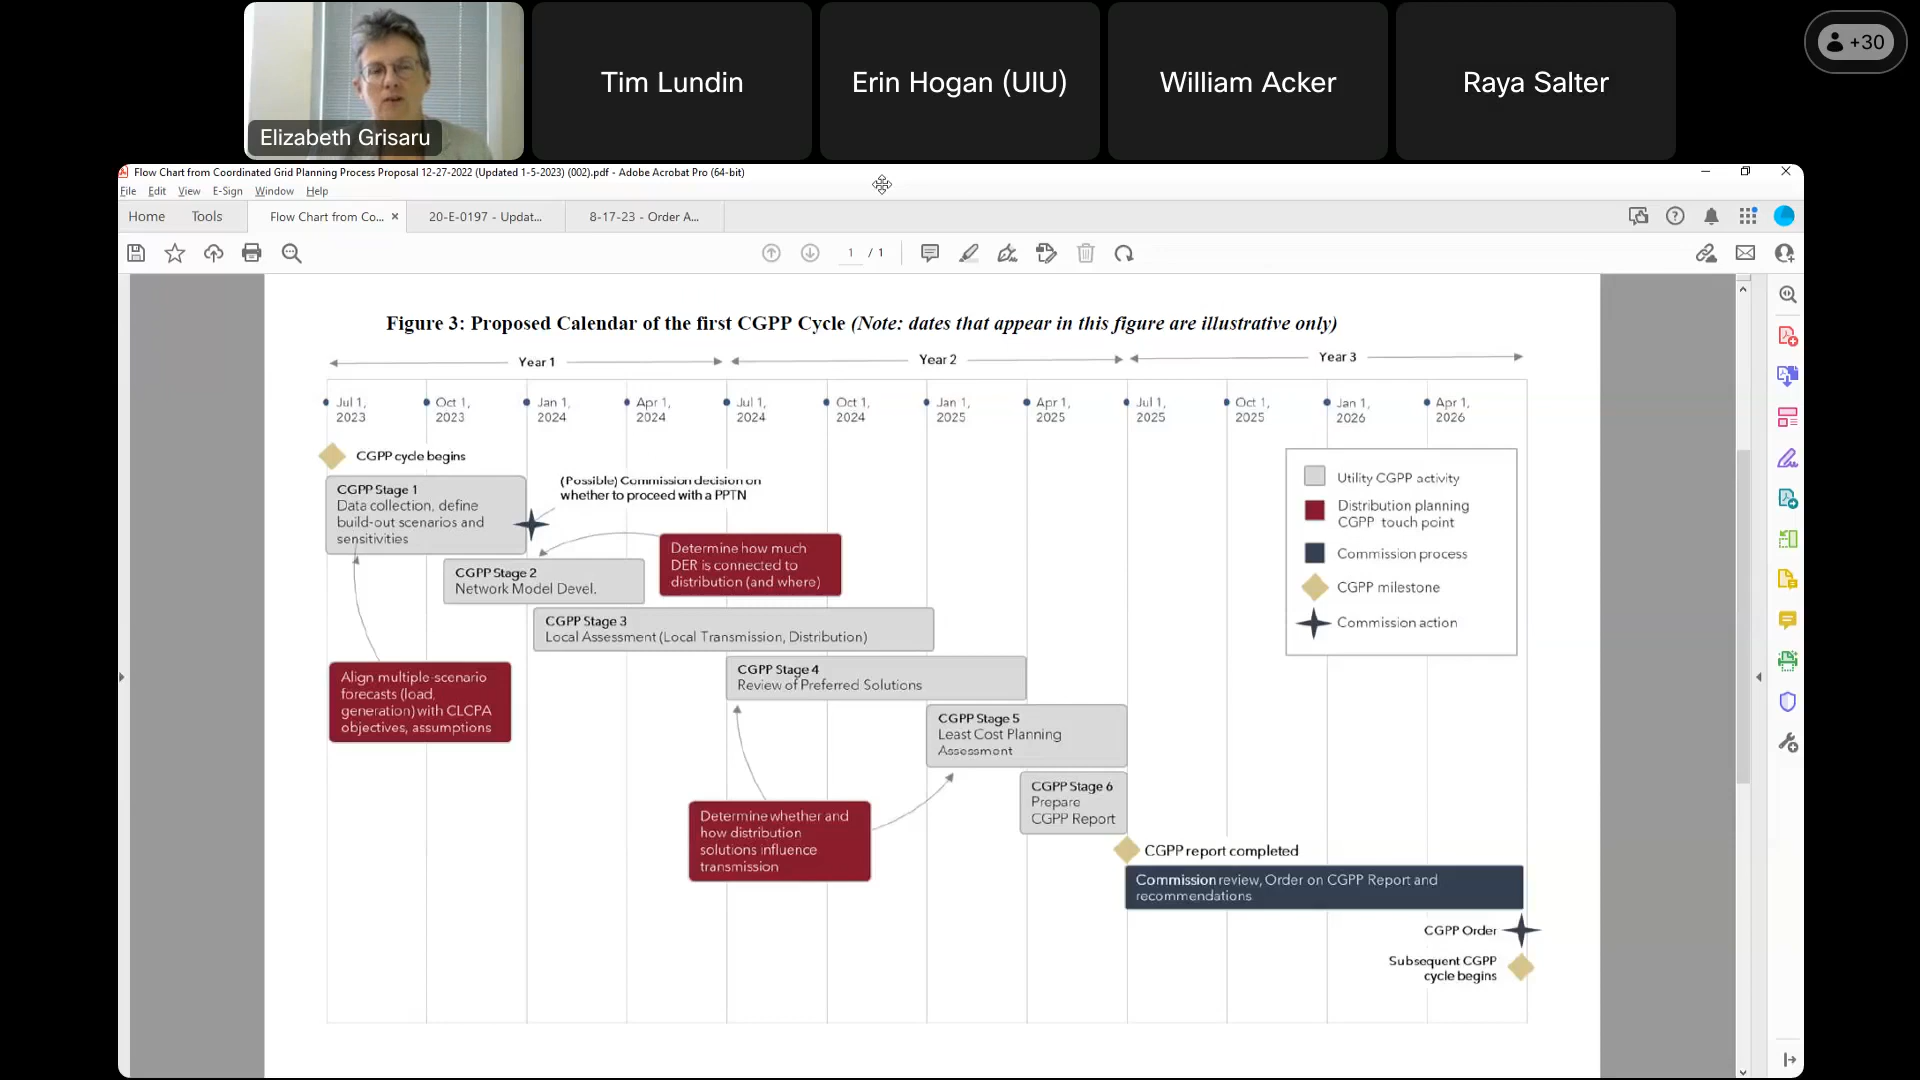 Elizabeth Grisaru
Tim Lundin
Erin Hogan (UIU)
William Acker
Raya Salter
+30
Flow Chart from Coordinated Grid Planning Process Proposal 12-27-2022 (Updated 1-5-2023) (002).pdf - Adobe Acrobat Pro (64-bit)
File Edit View E-Sign Window Help
Home Tools Flow Chart from Co... × 20-E-0197 - Updat... 8-17-23 - Order A...
1 / 1
Figure 3: Proposed Calendar of the first CGPP Cycle (Note: dates that appear in this figure are illustrative only)
Year 1 Year 2 Year 3
Jul 1, 2023
Oct 1, 2023
Jan 1, 2024
Apr 1, 2024
Jul 1, 2024
Oct 1, 2024
Jan 1, 2025
Apr 1, 2025
Jul 1, 2025
Oct 1, 2025
Jan 1, 2026
Apr 1, 2026
CGPP cycle begins
CGPP Stage 1
Data collection, define
build-out scenarios and
sensitivities
(Possible) Commission decision on
whether to proceed with a PPTN
Determine how much
DER is connected to
distribution (and where)
CGPP Stage 2
Network Model Devel.
CGPP Stage 3
Local Assessment (Local Transmission, Distribution)
CGPP Stage 4
Review of Preferred Solutions
Align multiple-scenario
forecasts (load,
generation) with CLCPA
objectives, assumptions
CGPP Stage 5
Least Cost Planning
Assessment
CGPP Stage 6
Prepare
CGPP Report
Determine whether and
how distribution
solutions influence
transmission
CGPP report completed
Commission review, Order on CGPP Report and
recommendations
CGPP Order
Subsequent CGPP
cycle begins
Utility CGPP activity
Distribution planning
CGPP touch point
Commission process
CGPP milestone
Commission action